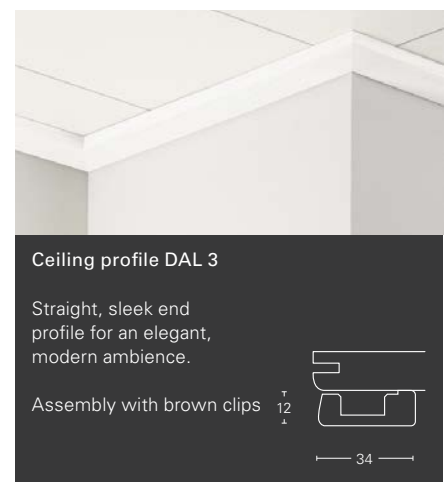 Ceiling profile DAL 3
Straight, sleek end
profile for an elegant,
modern ambience.
Assembly with brown clips
12
34